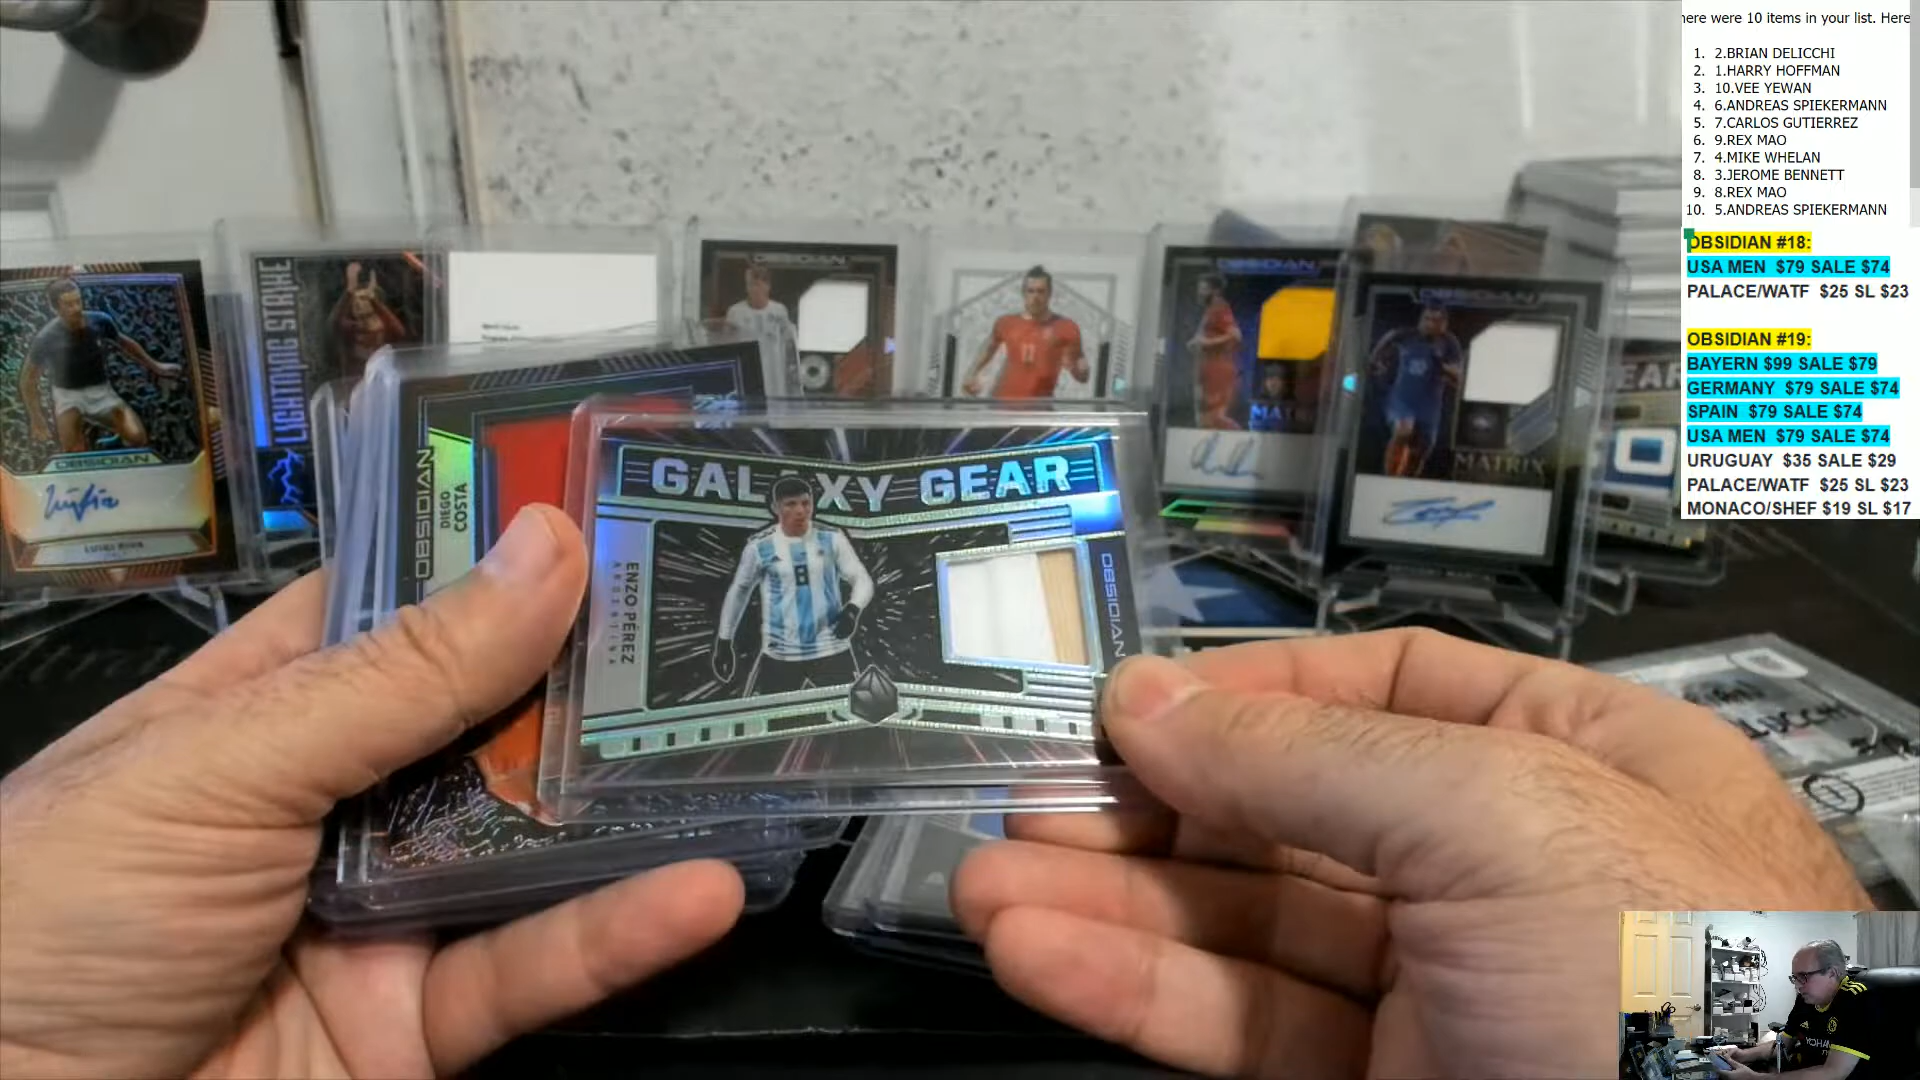 here were 10 items in your list. Here
1. 2.BRIAN DELICCHI
2. 1.HARRY HOFFMAN
3. 10.VEE YEWAN
4. 6.ANDREAS SPIEKERMANN
5. 7.CARLOS GUTIERREZ
6. 9.REX MAO
7. 4.MIKE WHELAN
8. 3.JEROME BENNETT
9. 8.REX MAO
10. 5.ANDREAS SPIEKERMANN
OBSIDIAN #18:
USA MEN $79 SALE $74
PALACE/WATF $25 SL $23
OBSIDIAN #19:
BAYERN $99 SALE $79
GERMANY $79 SALE $74
SPAIN $79 SALE $74
USA MEN $79 SALE $74
URUGUAY $35 SALE $29
PALACE/WATF $25 SL $23
MONACO/SHEF $19 SL $17
GALAXY GEAR
ENZO PÉREZ
ARGENTINA
8
OBSIDIAN
OBSIDIAN
DIEGO
COSTA
OBSIDIAN
LUIGI RIVA
LIGHTNING STRIKE
OBSIDIAN
11
OBSIDIAN
OBSIDIAN
MATRIX